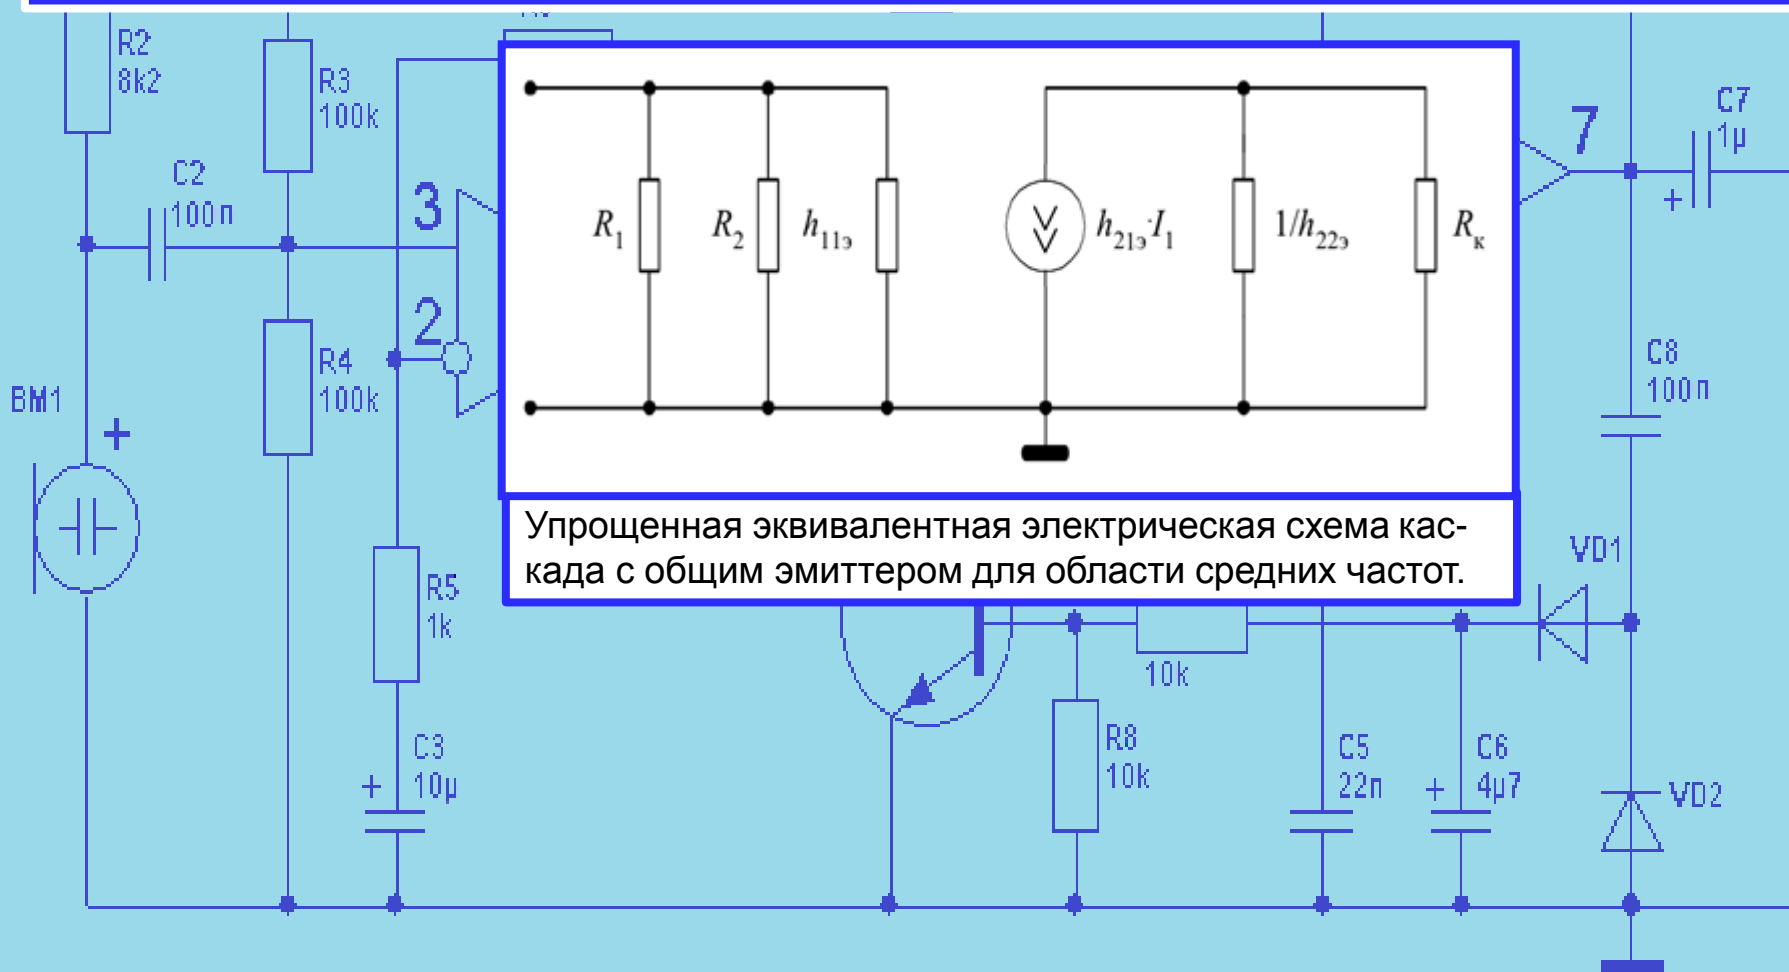 R2
8k2
R3
100k
C2
100n
3
2
R4
100k
BM1
+
R5
1k
C3
+ 10µ
R₁ R₂ h₁₁э h₂₁э·I₁ 1/h₂₂э Rк
Упрощенная эквивалентная электрическая схема кас-
када с общим эмиттером для области средних частот.
7
C7
1µ
+
C8
100n
VD1
10k
R8
10k
C5
22n
C6
+ 4µ7
VD2